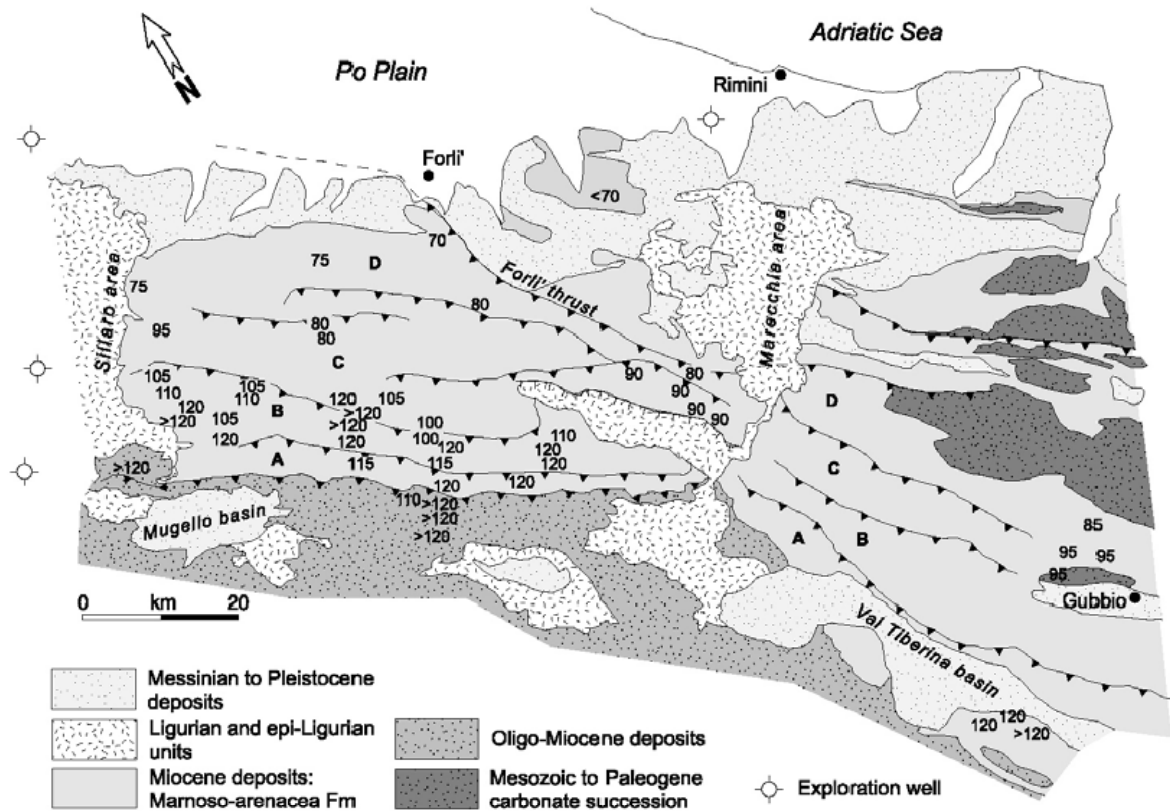 Adriatic Sea
Po Plain
N
Rimini
Forli'
<70
70
75
D
Forli' thrust
Marecchia area
Sillaro area
75
80
95
80
80
C
90
80
105
110
105
110
120
105
90
90
90
120
>120
105
B
>120
>120
100
D
120
120
100
120
110
A
115
115
120
C
>120
120
120
110
>120
>120
>120
Mugello basin
A
B
85
95
95
95
Gubbio
0 km 20
Val Tiberina basin
120
120
>120
Messinian to Pleistocene
deposits
Ligurian and epi-Ligurian
units
Miocene deposits:
Marnoso-arenacea Fm
Oligo-Miocene deposits
Mesozoic to Paleogene
carbonate succession
Exploration well